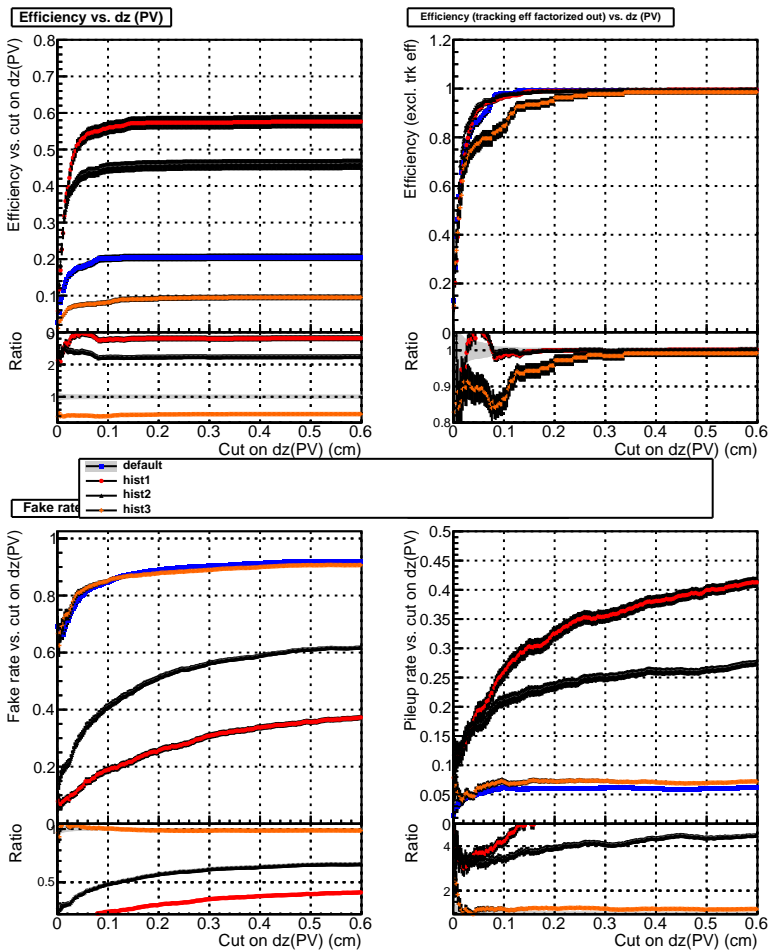 Efficiency vs. dz (PV)
Efficiency vs. cut on dz(PV)
0.8
0.7
0.6
0.5
0.4
0.3
0.2
0.1
0
Ratio
2
1
0 0.1 0.2 0.3 0.4 0.5 0.6
Cut on dz(PV) (cm)
Efficiency (tracking eff factorized out) vs. dz (PV)
Efficiency (excl. trk eff)
1.2
1
0.8
0.6
0.4
0.2
0
Ratio
1
0.9
0.8
0 0.1 0.2 0.3 0.4 0.5 0.6
Cut on dz(PV) (cm)
default
hist1
hist2
hist3
Fake rate
Fake rate vs. cut on dz(PV)
1
0.8
0.6
0.4
0.2
0
Ratio
1
0.5
0 0.1 0.2 0.3 0.4 0.5 0.6
Cut on dz(PV) (cm)
Pileup rate vs. cut on dz(PV)
0.5
0.45
0.4
0.35
0.3
0.25
0.2
0.15
0.1
0.05
0
Ratio
4
2
0 0.1 0.2 0.3 0.4 0.5 0.6
Cut on dz(PV) (cm)